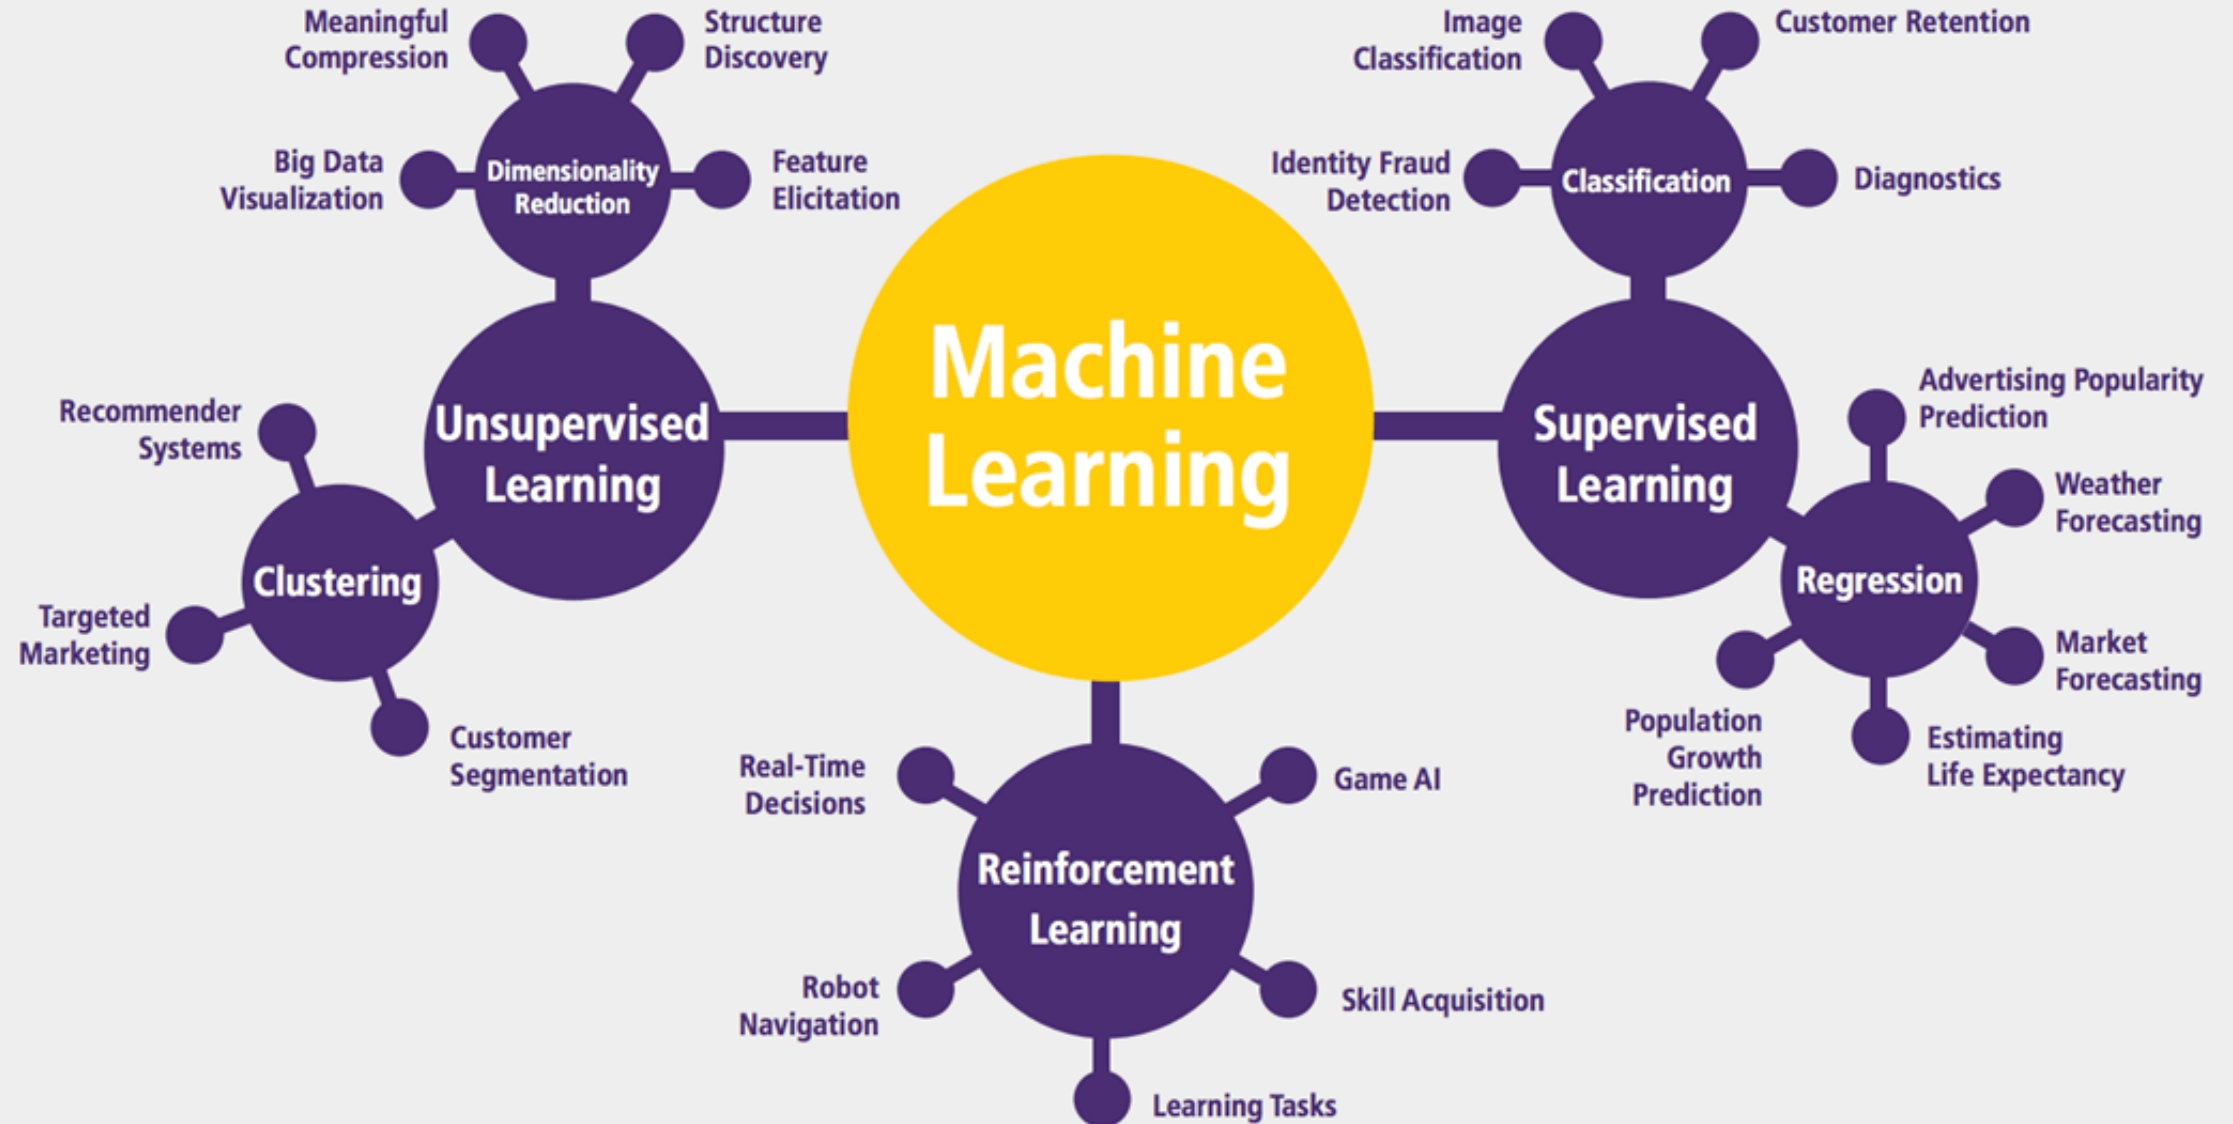 Meaningful
Compression
Structure
Discovery
Big Data
Visualization
Dimensionality
Reduction
Feature
Elicitation
Image
Classification
Customer Retention
Identity Fraud
Detection
Classification
Diagnostics
Machine
Learning
Unsupervised
Learning
Recommender
Systems
Clustering
Targeted
Marketing
Customer
Segmentation
Supervised
Learning
Advertising Popularity
Prediction
Weather
Forecasting
Regression
Market
Forecasting
Population
Growth
Prediction
Estimating
Life Expectancy
Real-Time
Decisions
Game AI
Reinforcement
Learning
Robot
Navigation
Skill Acquisition
Learning Tasks